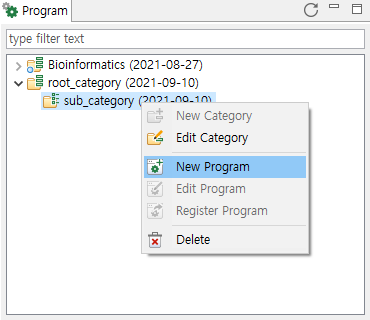 Program
type filter text
Bioinformatics (2021-08-27)
root_category (2021-09-10)
sub_category (2021-09-10)
New Category
Edit Category
New Program
Edit Program
Register Program
Delete